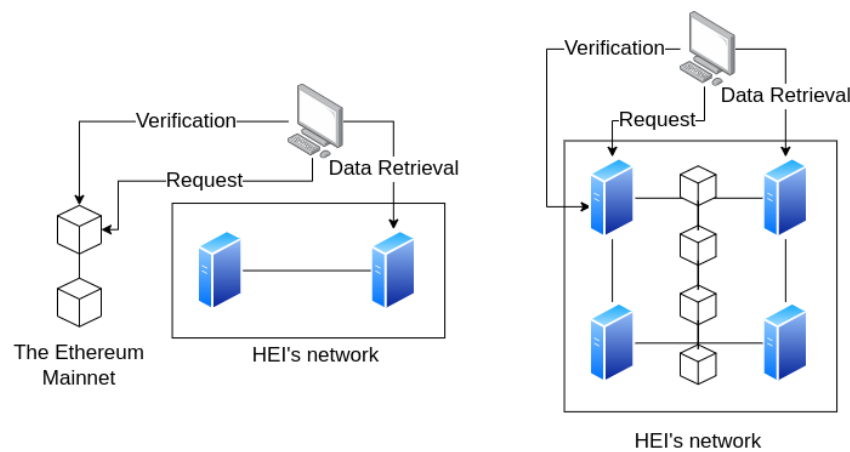 Verification
Request
Data Retrieval
The Ethereum
Mainnet
HEI's network
Verification
Data Retrieval
Request
HEI's network